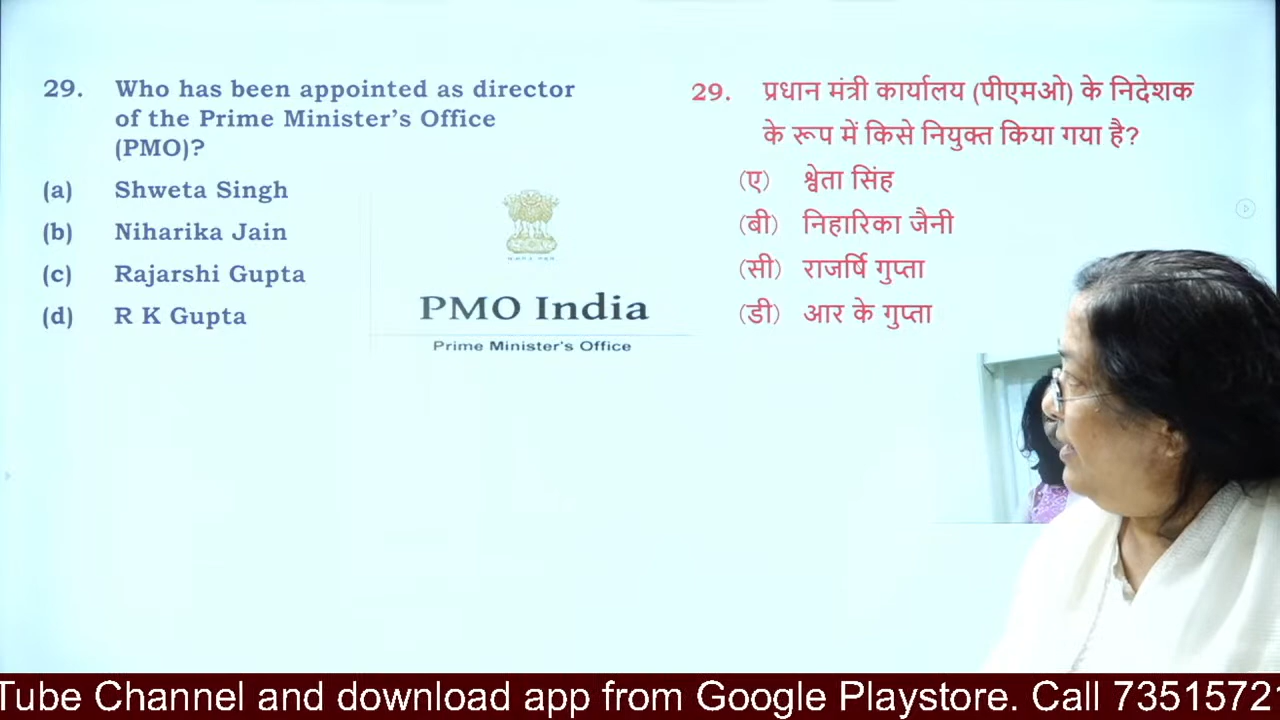 29. Who has been appointed as director
of the Prime Minister's Office
(PMO)?
(a) Shweta Singh
(b) Niharika Jain
(c) Rajarshi Gupta
(d) R K Gupta
PMO India
Prime Minister's Office
29. प्रधान मंत्री कार्यालय (पीएमओ) के निदेशक
के रूप में किसे नियुक्त किया गया है?
(ए) श्वेता सिंह
(बी) निहारिका जैनी
(सी) राजर्षि गुप्ता
(डी) आर के गुप्ता
Tube Channel and download app from Google Playstore. Call 7351572